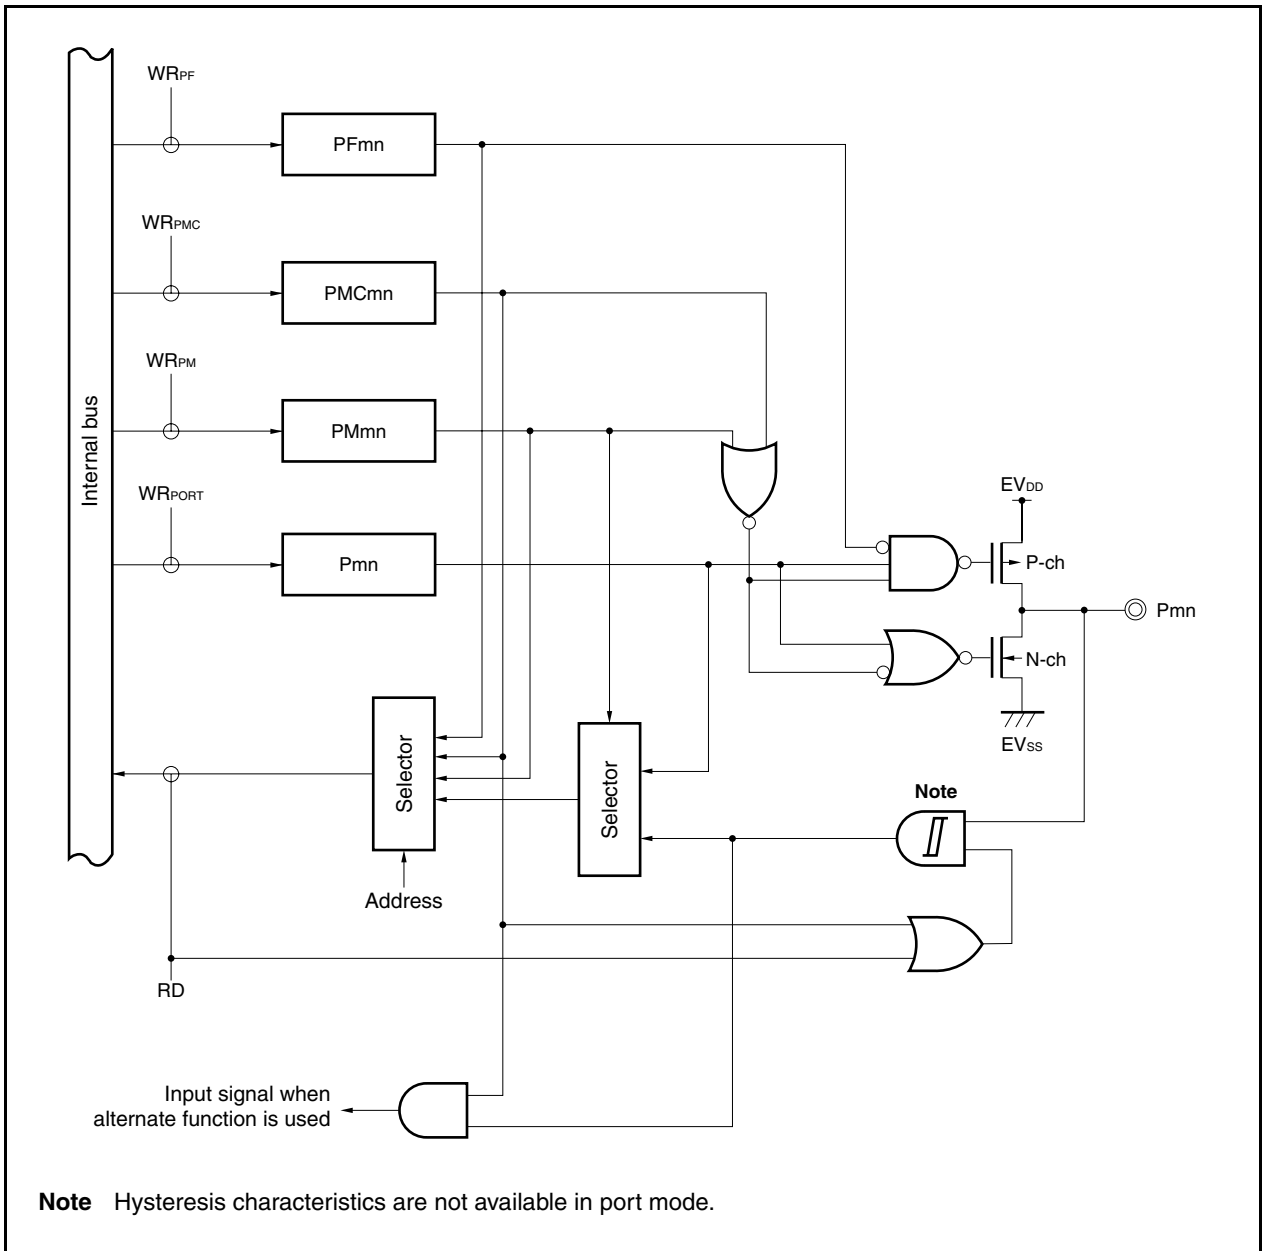 WRPF
PFmn
WRPMC
PMCmn
WRPM
PMmn
Internal bus
WRPORT
Pmn
EVDD
P-ch
Pmn
N-ch
EVSS
Selector
Selector
Note
Address
RD
Input signal when
alternate function is used
Note Hysteresis characteristics are not available in port mode.